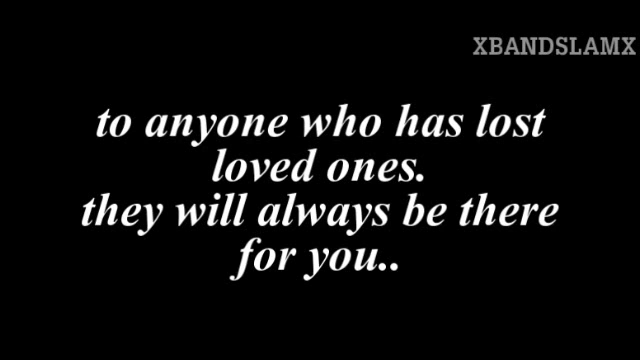 XBANDSLAMX
to anyone who has lost
loved ones.
they will always be there
for you..